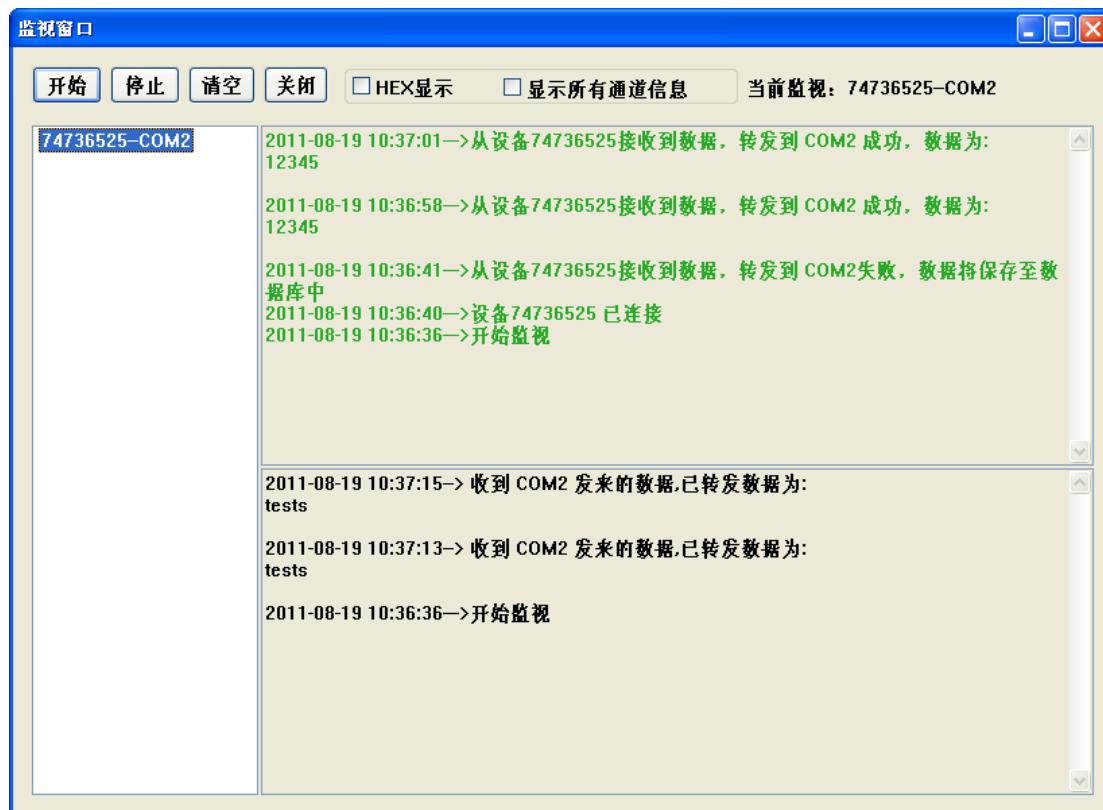 监视窗口
开始 停止 清空 关闭 HEX显示 显示所有通道信息 当前监视：74736525-COM2
74736525-COM2
2011-08-19 10:37:01-->从设备74736525接收到数据，转发到 COM2 成功，数据为:
12345
2011-08-19 10:36:58-->从设备74736525接收到数据，转发到 COM2 成功，数据为:
12345
2011-08-19 10:36:41-->从设备74736525接收到数据，转发到 COM2失败，数据将保存至数
据库中
2011-08-19 10:36:40-->设备74736525 已连接
2011-08-19 10:36:36-->开始监视
2011-08-19 10:37:15--> 收到 COM2 发来的数据,已转发数据为:
tests
2011-08-19 10:37:13--> 收到 COM2 发来的数据,已转发数据为:
tests
2011-08-19 10:36:36-->开始监视